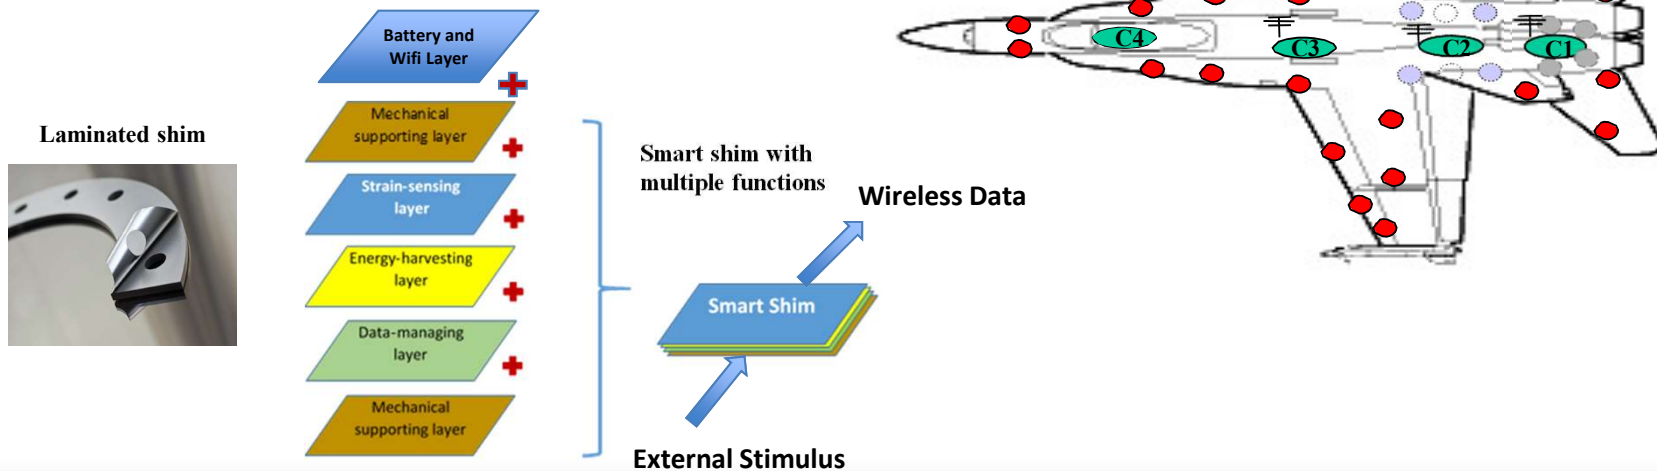 Laminated shim
Battery and
Wifi Layer
Mechanical
supporting layer
Strain-sensing
layer
Energy-harvesting
layer
Data-managing
layer
Mechanical
supporting layer
Smart shim with
multiple functions
Wireless Data
Smart Shim
External Stimulus
C4
C3
C2
C1